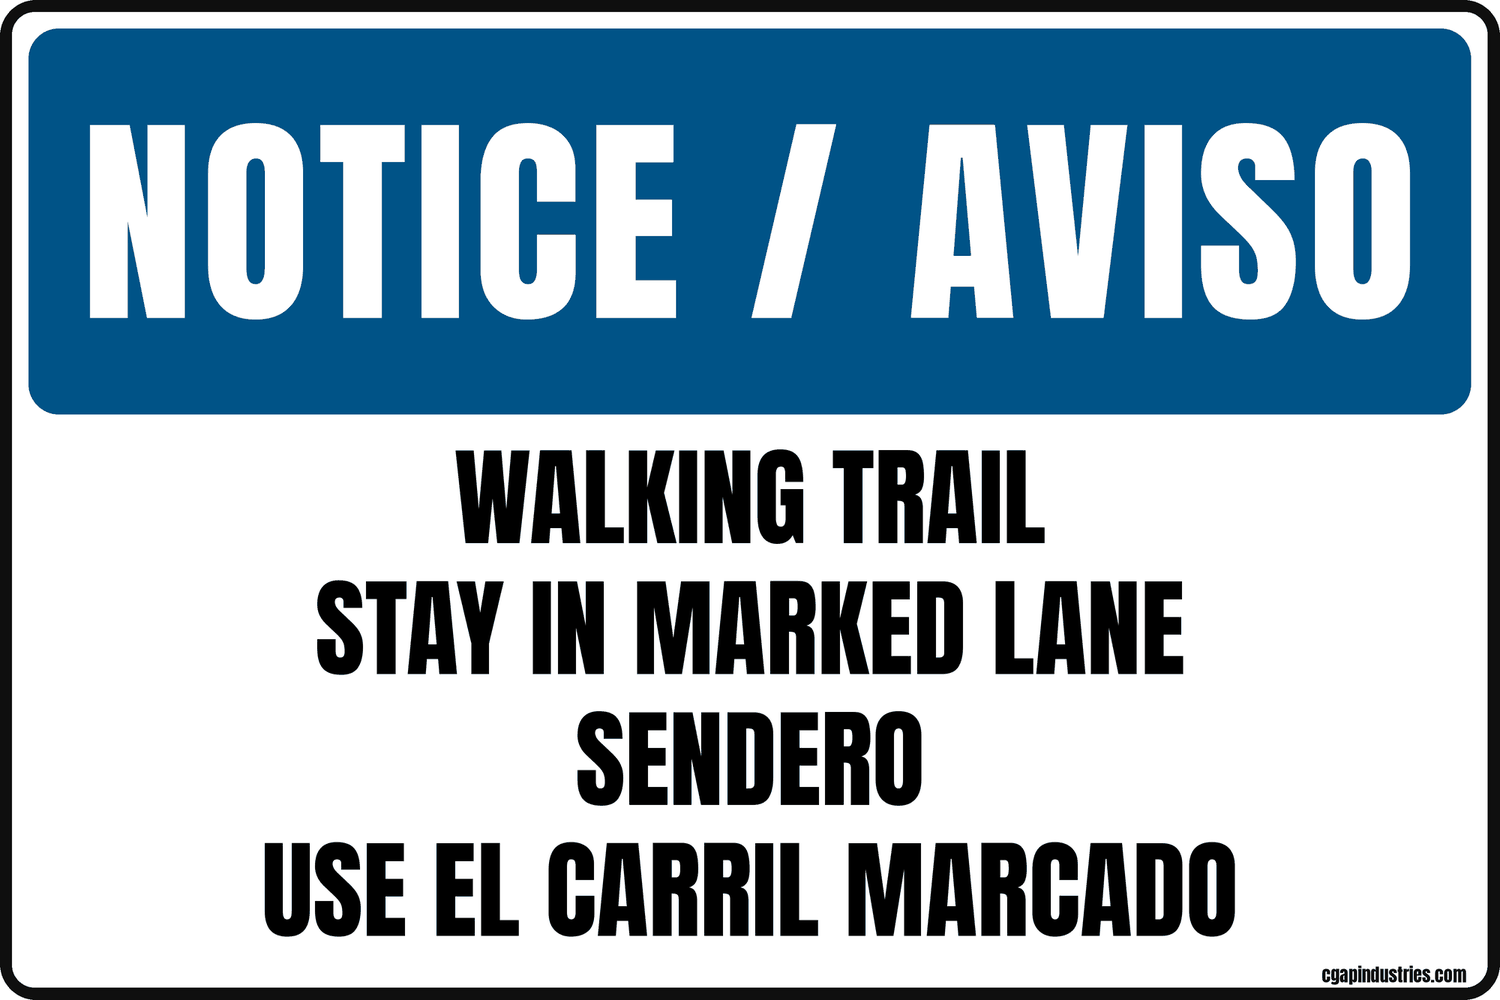 NOTICE / AVISO
WALKING TRAIL
STAY IN MARKED LANE
SENDERO
USE EL CARRIL MARCADO
cgapindustries.com